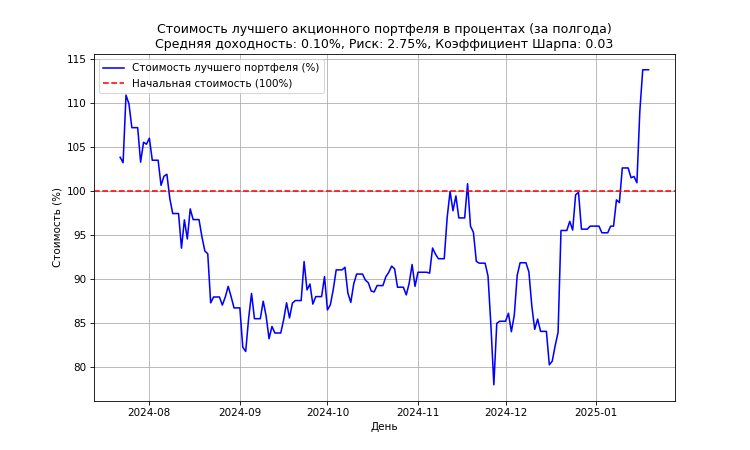 Стоимость лучшего акционного портфеля в процентах (за полгода)
Средняя доходность: 0.10%, Риск: 2.75%, Коэффициент Шарпа: 0.03
Стоимость лучшего портфеля (%)
Начальная стоимость (100%)
115
110
105
100
95
90
85
80
Стоимость (%)
2024-08
2024-09
2024-10
2024-11
2024-12
2025-01
День